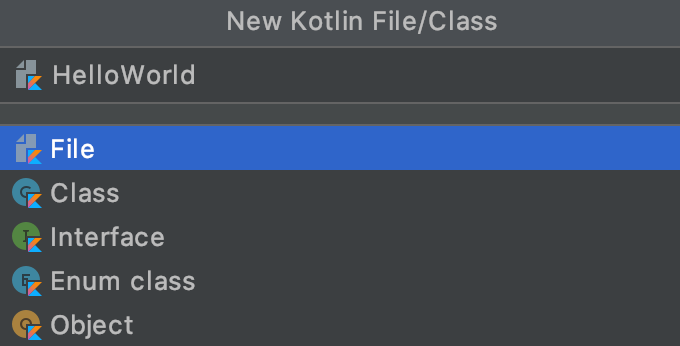 New Kotlin File/Class
HelloWorld
File
Class
Interface
Enum class
Object